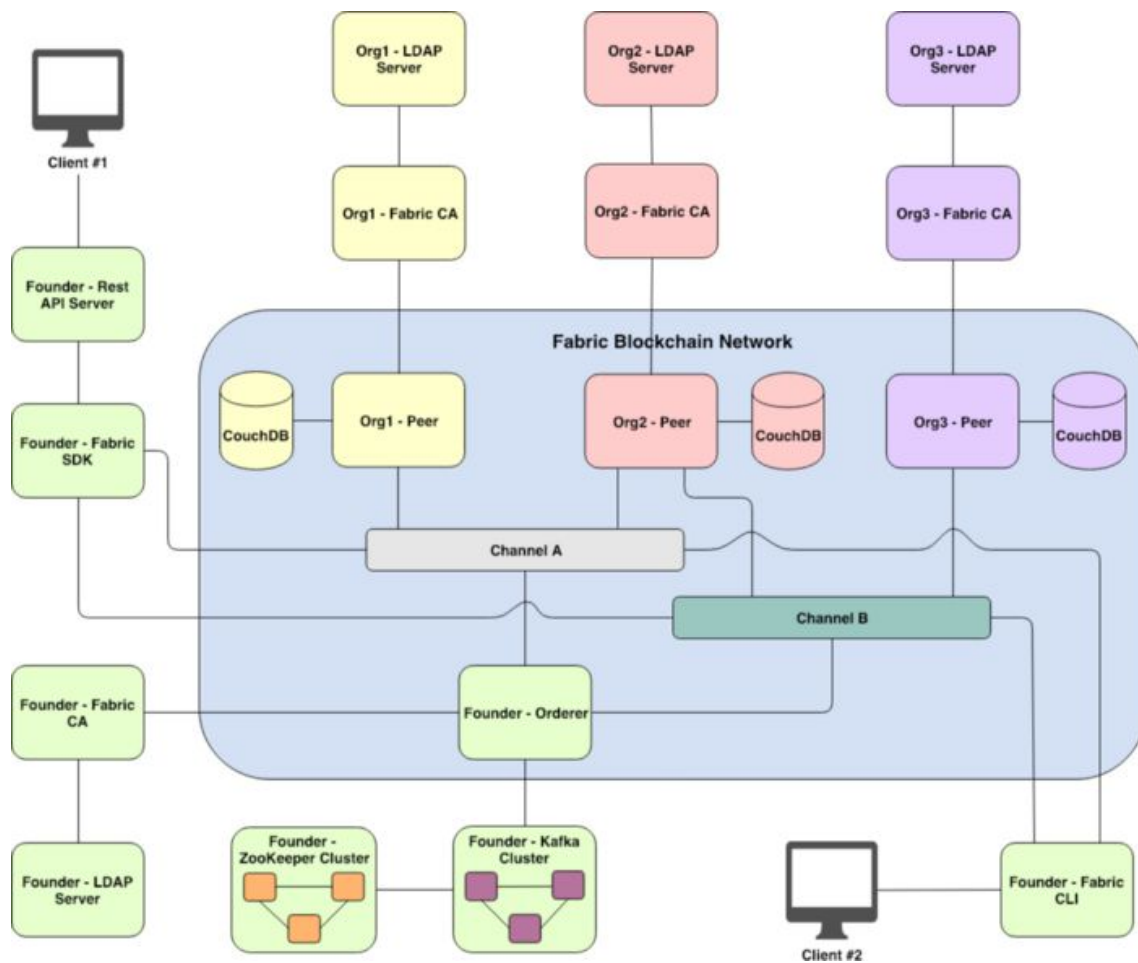 Org1 - LDAP
Server
Org2 - LDAP
Server
Org3 - LDAP
Server
Client #1
Org1 - Fabric CA
Org2 - Fabric CA
Org3 - Fabric CA
Founder - Rest
API Server
Fabric Blockchain Network
Founder - Fabric
SDK
CouchDB
Org1 - Peer
Org2 - Peer
CouchDB
Org3 - Peer
CouchDB
Channel A
Channel B
Founder - Fabric
CA
Founder - Orderer
Founder - LDAP
Server
Founder -
ZooKeeper Cluster
Founder - Kafka
Cluster
Client #2
Founder - Fabric
CLI